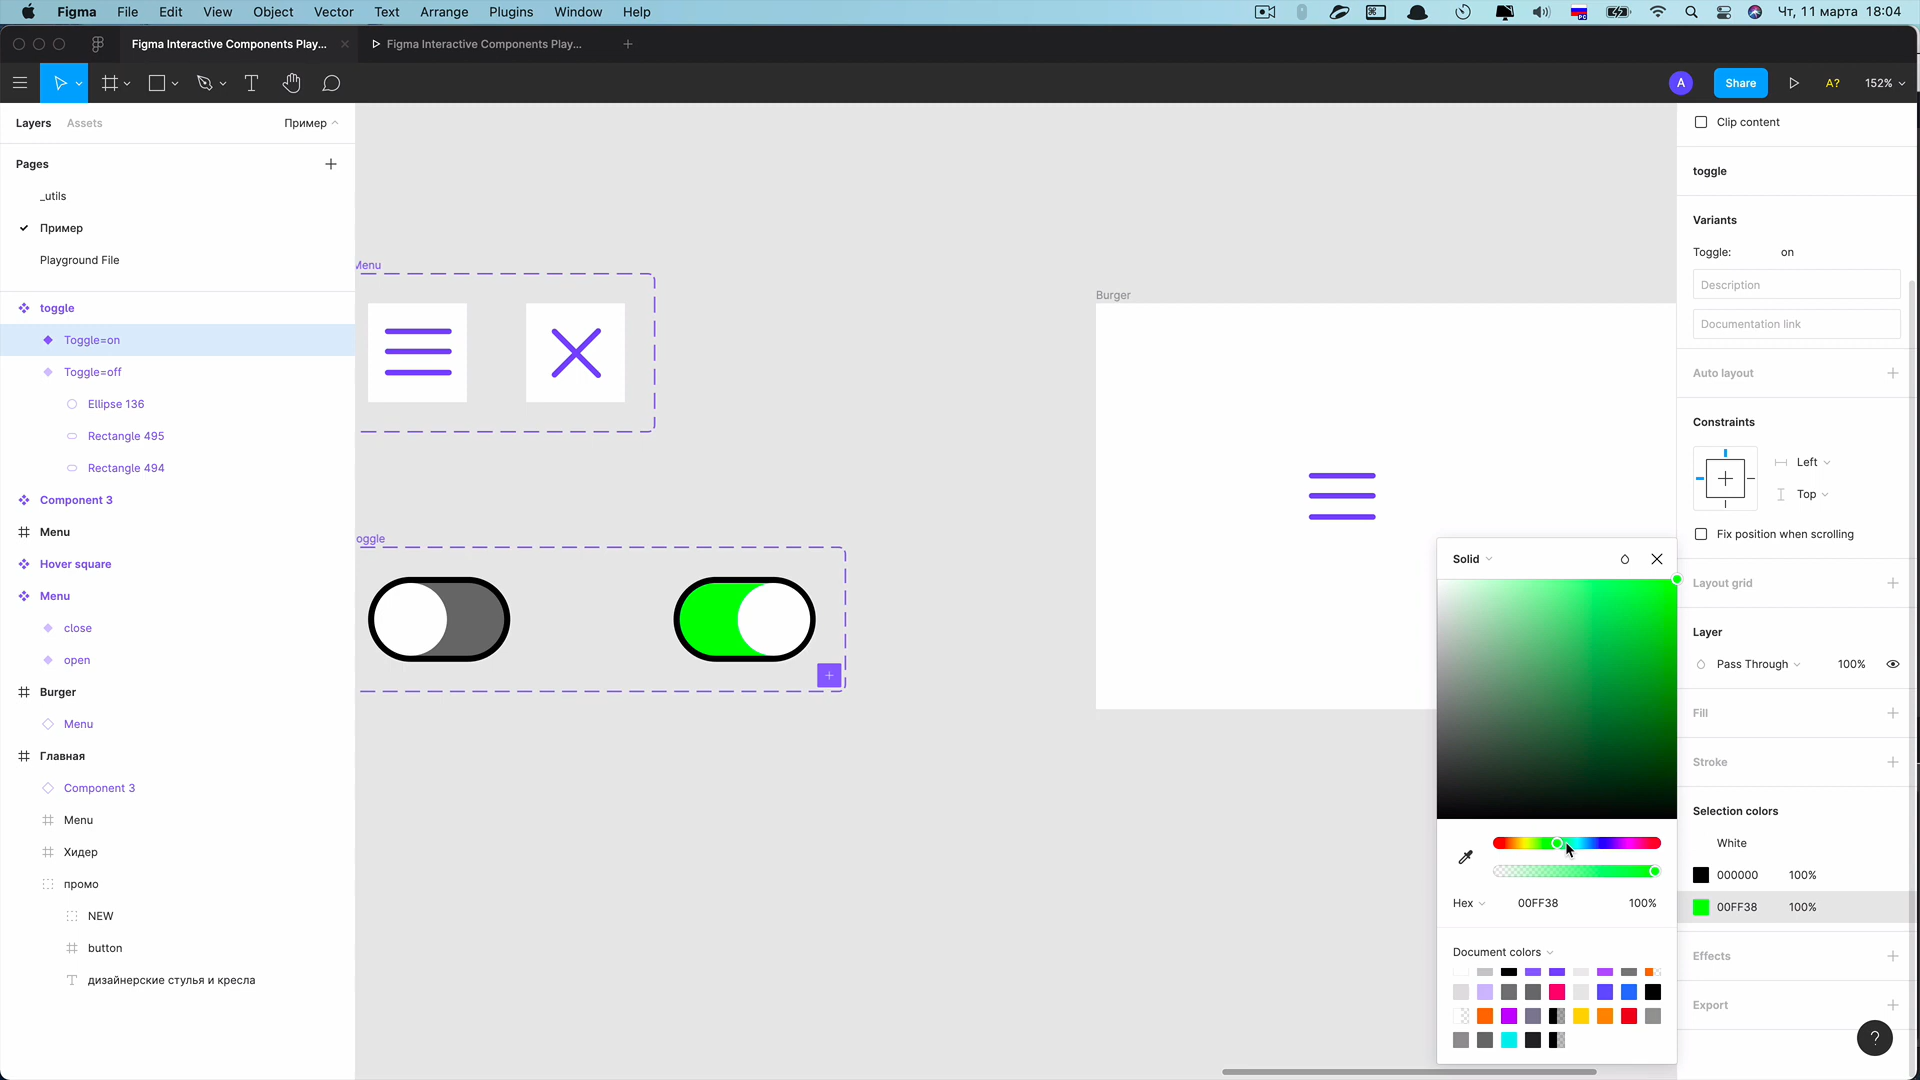 Figma File Edit View Object Vector Text Arrange Plugins Window Help
Чт, 11 марта 18:04
Figma Interactive Components Play...
Figma Interactive Components Play...
A
Share
A?
152%
Layers Assets Пример
Pages
_utils
Пример
Playground File
toggle
Toggle=on
Toggle=off
Ellipse 136
Rectangle 495
Rectangle 494
Component 3
Menu
Hover square
Menu
close
open
Burger
Menu
Главная
Component 3
Menu
Хидер
промо
NEW
button
дизайнерские стулья и кресла
Menu
oggle
Burger
Solid
Hex 00FF38 100%
Document colors
Clip content
toggle
Variants
Toggle: on
Description
Documentation link
Auto layout
Constraints
Left
Top
Fix position when scrolling
Layout grid
Layer
Pass Through 100%
Fill
Stroke
Selection colors
White
000000 100%
00FF38 100%
Effects
Export
?